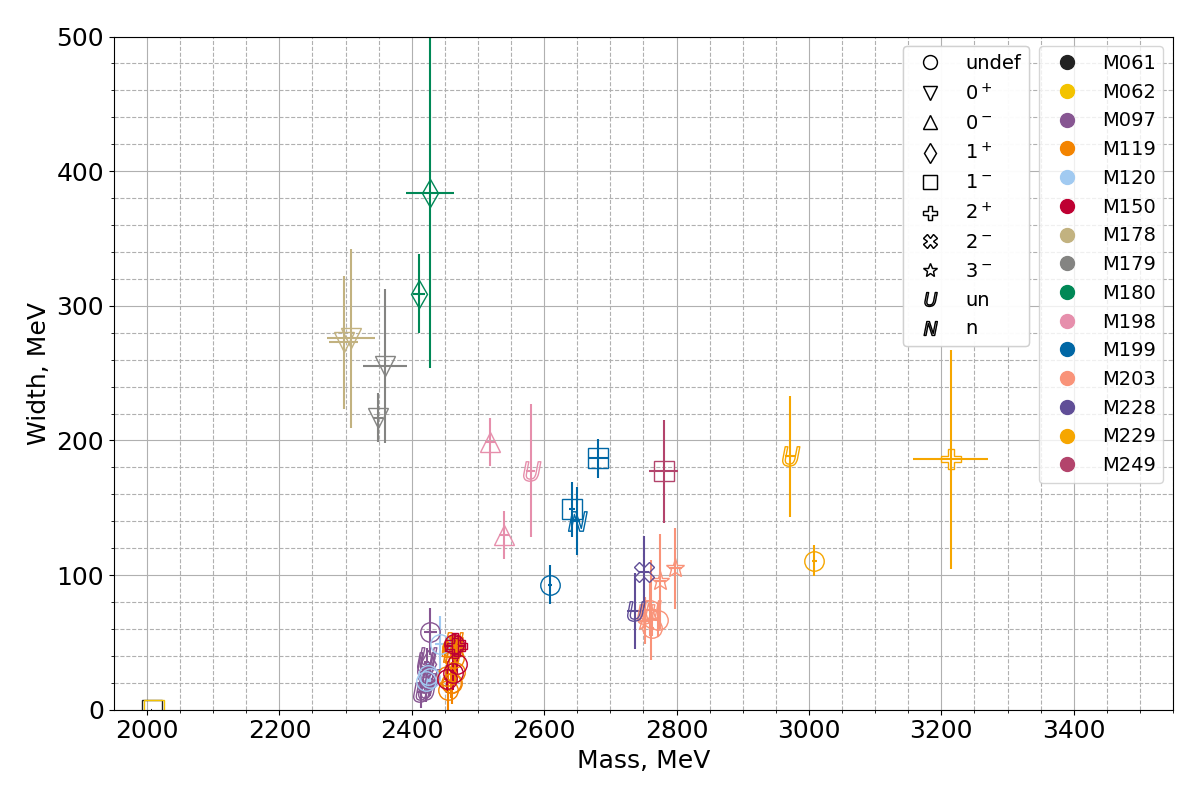 500
400
300
200
100
0
Width, MeV
2000 2200 2400 2600 2800 3000 3200 3400
Mass, MeV
undef
0⁺
0⁻
1⁺
1⁻
2⁺
2⁻
3⁻
U un
N n
M061
M062
M097
M119
M120
M150
M178
M179
M180
M198
M199
M203
M228
M229
M249
U
N
U
U